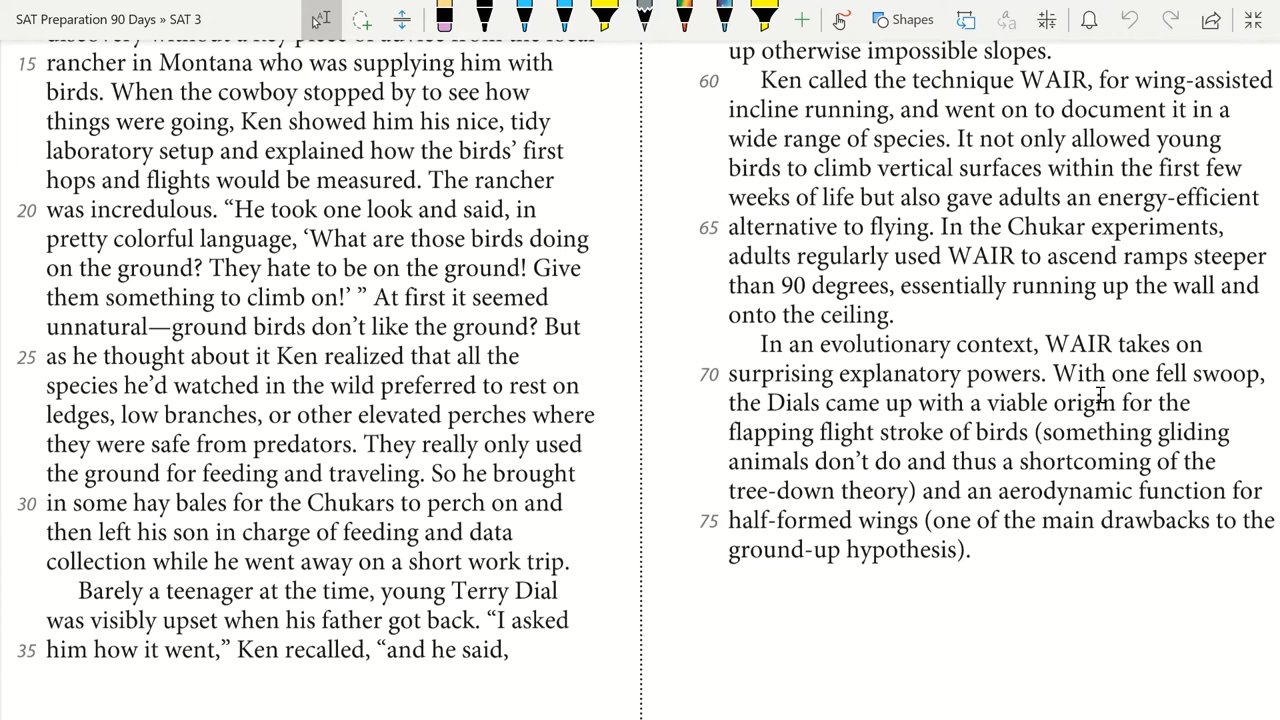 SAT Preparation 90 Days » SAT 3
Shapes
15 rancher in Montana who was supplying him with
birds. When the cowboy stopped by to see how
things were going, Ken showed him his nice, tidy
laboratory setup and explained how the birds’ first
hops and flights would be measured. The rancher
20 was incredulous. “He took one look and said, in
pretty colorful language, ‘What are those birds doing
on the ground? They hate to be on the ground! Give
them something to climb on!’ ” At first it seemed
unnatural—ground birds don’t like the ground? But
25 as he thought about it Ken realized that all the
species he’d watched in the wild preferred to rest on
ledges, low branches, or other elevated perches where
they were safe from predators. They really only used
the ground for feeding and traveling. So he brought
30 in some hay bales for the Chukars to perch on and
then left his son in charge of feeding and data
collection while he went away on a short work trip.
Barely a teenager at the time, young Terry Dial
was visibly upset when his father got back. “I asked
35 him how it went,” Ken recalled, “and he said,
up otherwise impossible slopes.
60 Ken called the technique WAIR, for wing-assisted
incline running, and went on to document it in a
wide range of species. It not only allowed young
birds to climb vertical surfaces within the first few
weeks of life but also gave adults an energy-efficient
65 alternative to flying. In the Chukar experiments,
adults regularly used WAIR to ascend ramps steeper
than 90 degrees, essentially running up the wall and
onto the ceiling.
In an evolutionary context, WAIR takes on
70 surprising explanatory powers. With one fell swoop,
the Dials came up with a viable origin for the
flapping flight stroke of birds (something gliding
animals don’t do and thus a shortcoming of the
tree-down theory) and an aerodynamic function for
75 half-formed wings (one of the main drawbacks to the
ground-up hypothesis).